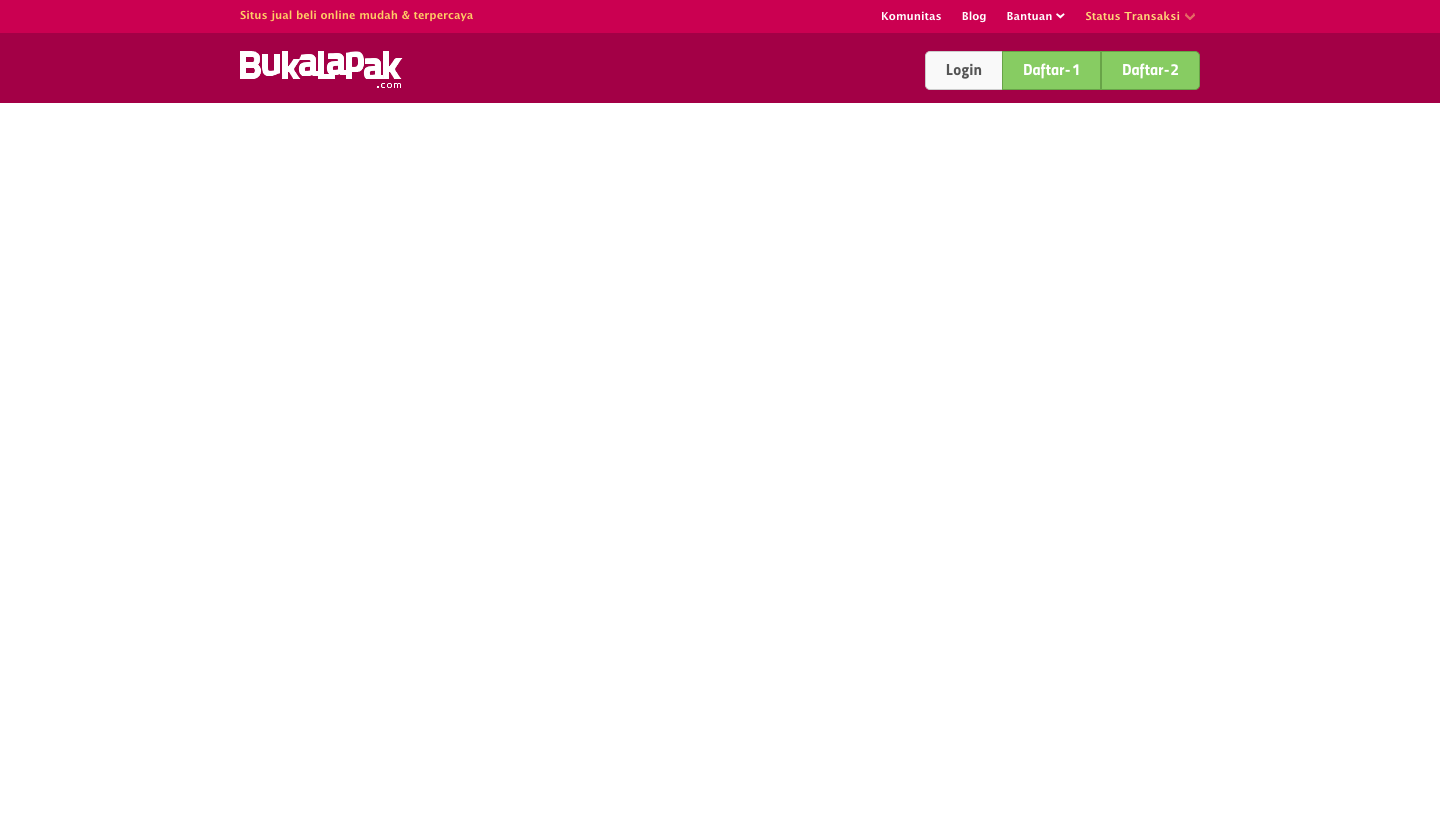 Situs jual beli online mudah & terpercaya
Komunitas Blog Bantuan Status Transaksi
Bukalapak
.com
Login Daftar-1 Daftar-2